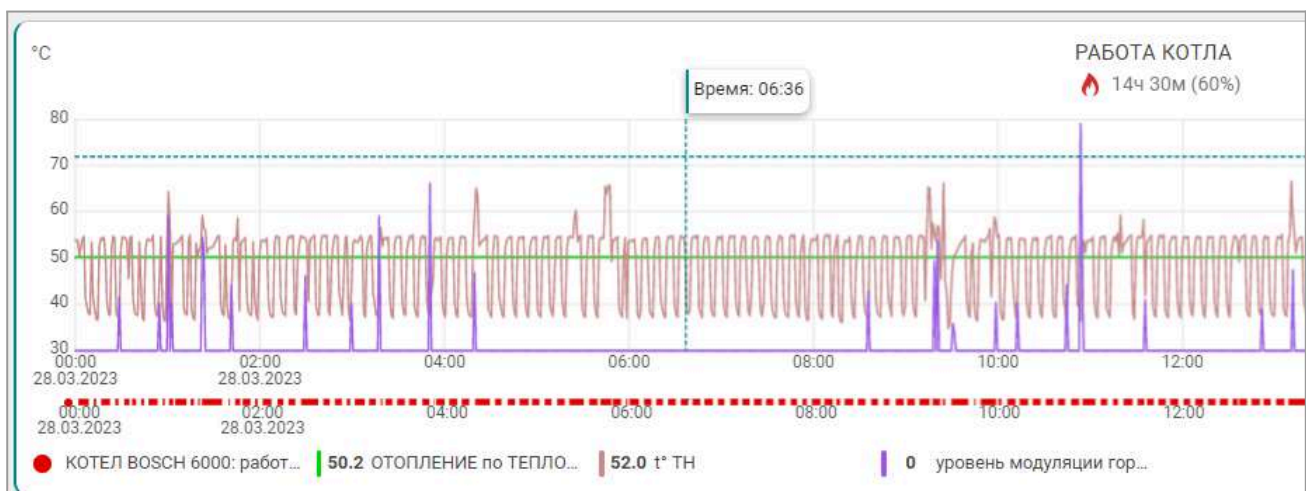 °C
РАБОТА КОТЛА
14ч 30м (60%)
Время: 06:36
80
70
60
50
40
30
00:00 02:00 04:00 06:00 08:00 10:00 12:00
28.03.2023 28.03.2023
00:00 02:00 04:00 06:00 08:00 10:00 12:00
28.03.2023 28.03.2023
КОТЕЛ BOSCH 6000: работ... 50.2 ОТОПЛЕНИЕ по ТЕПЛО... 52.0 t° ТН 0 уровень модуляции гор...